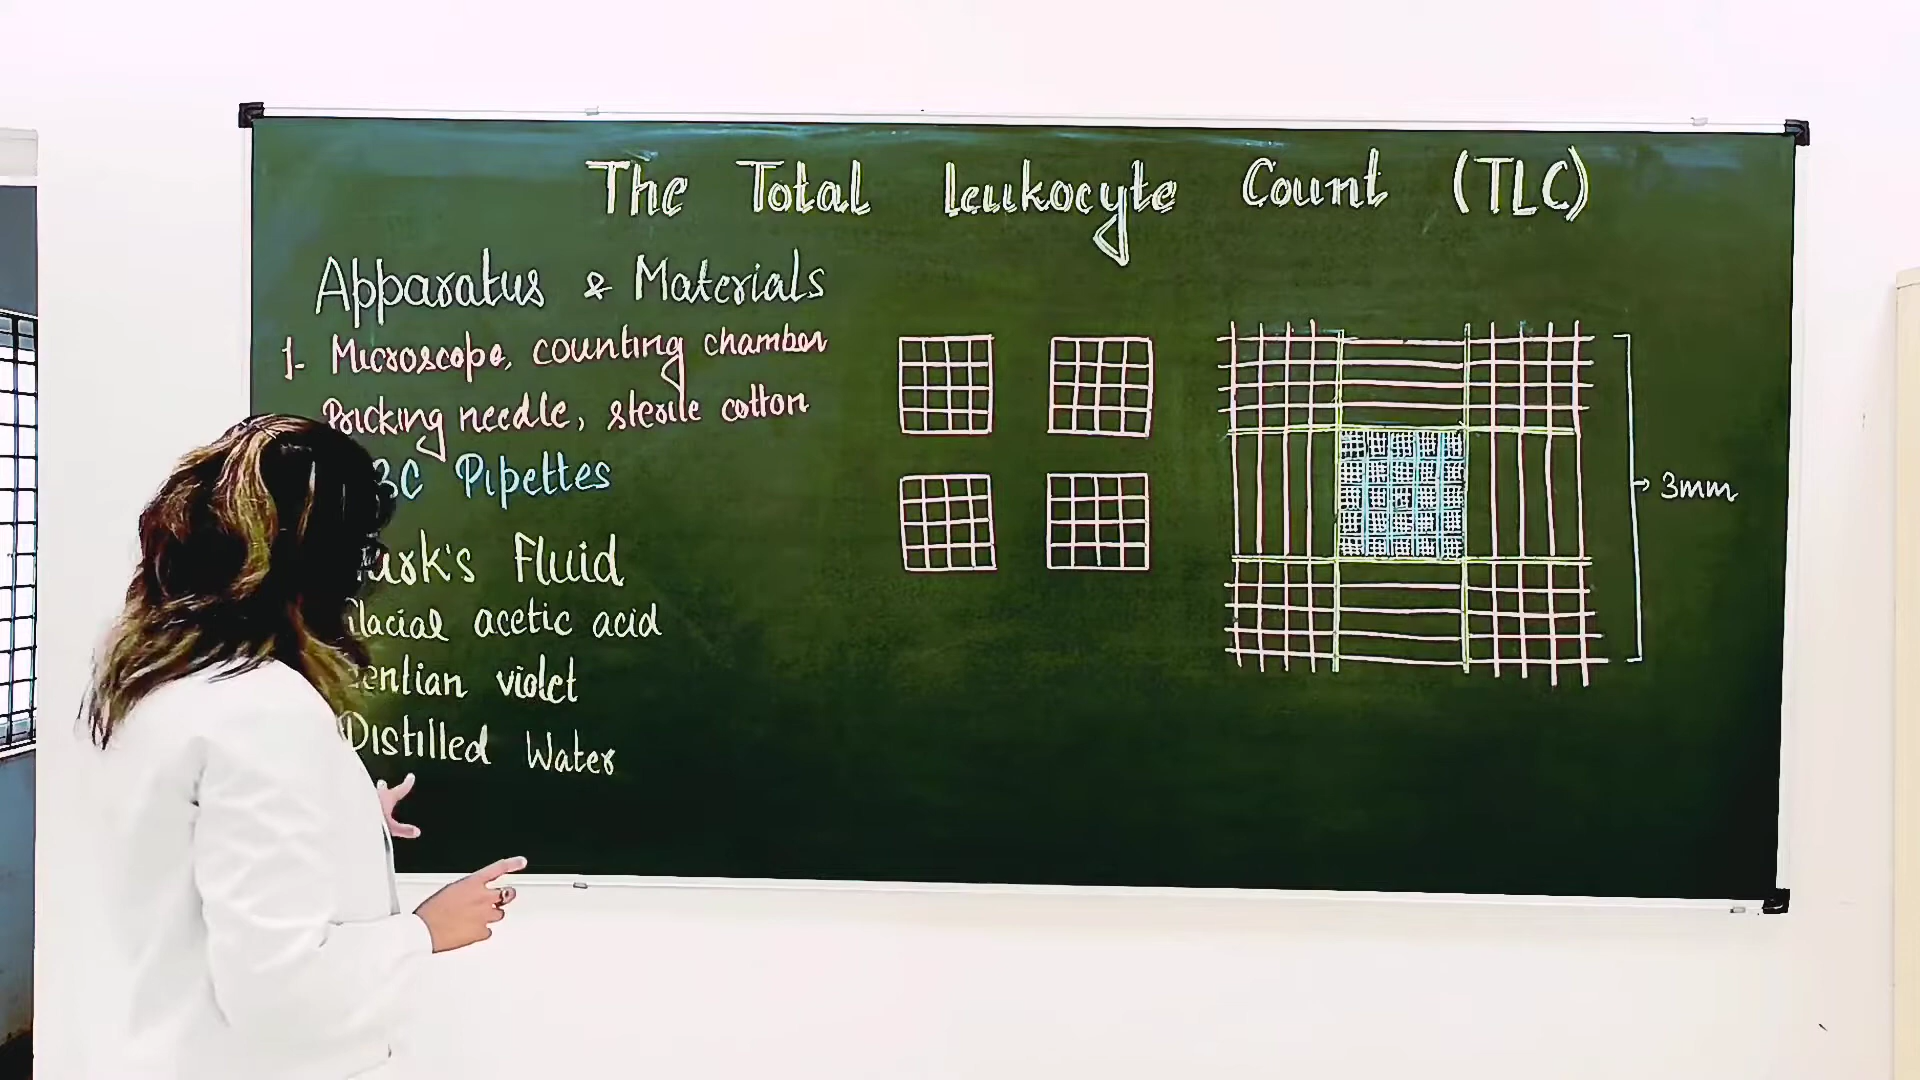 The Total Leukocyte Count (TLC)
Apparatus & Materials
1- Microscope, counting chamber
Pricking needle, sterile cotton
Pipettes
Fluid
acetic acid
violet
Distilled Water
3mm